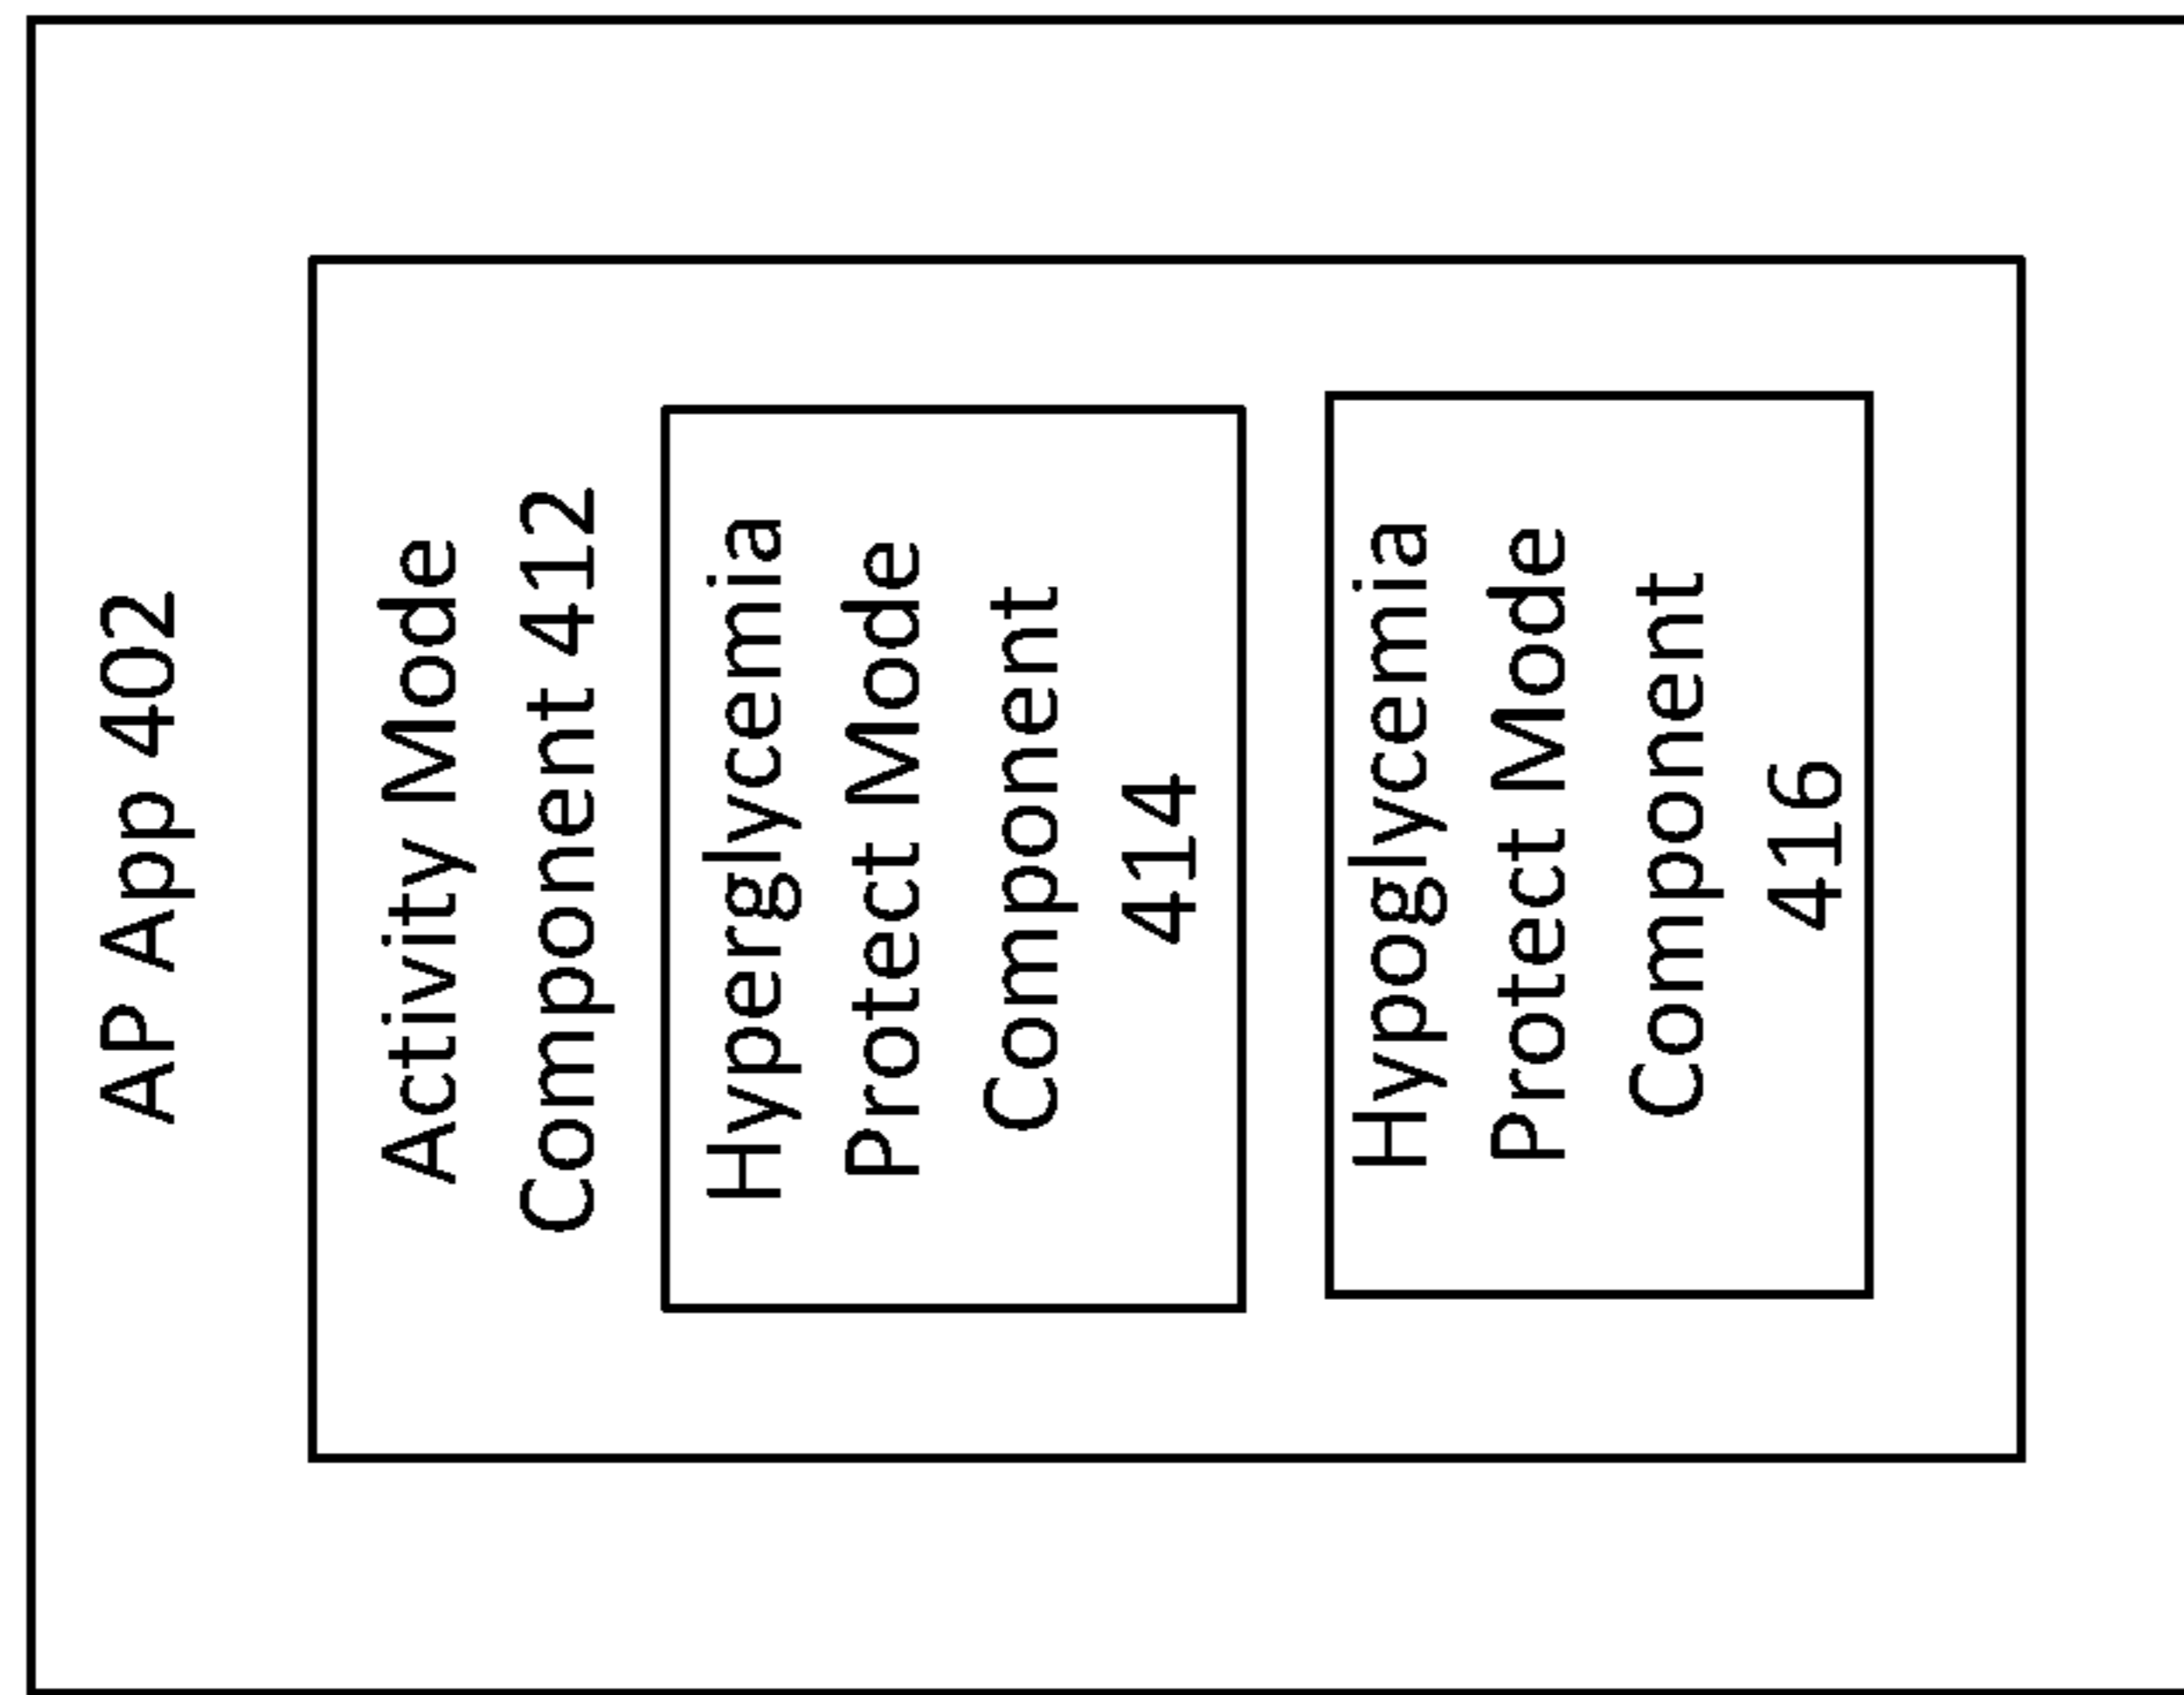 AP App 402
Activity Mode
Component 412
Hyperglycemia
Protect Mode
Component
414
Hypoglycemia
Protect Mode
Component
416